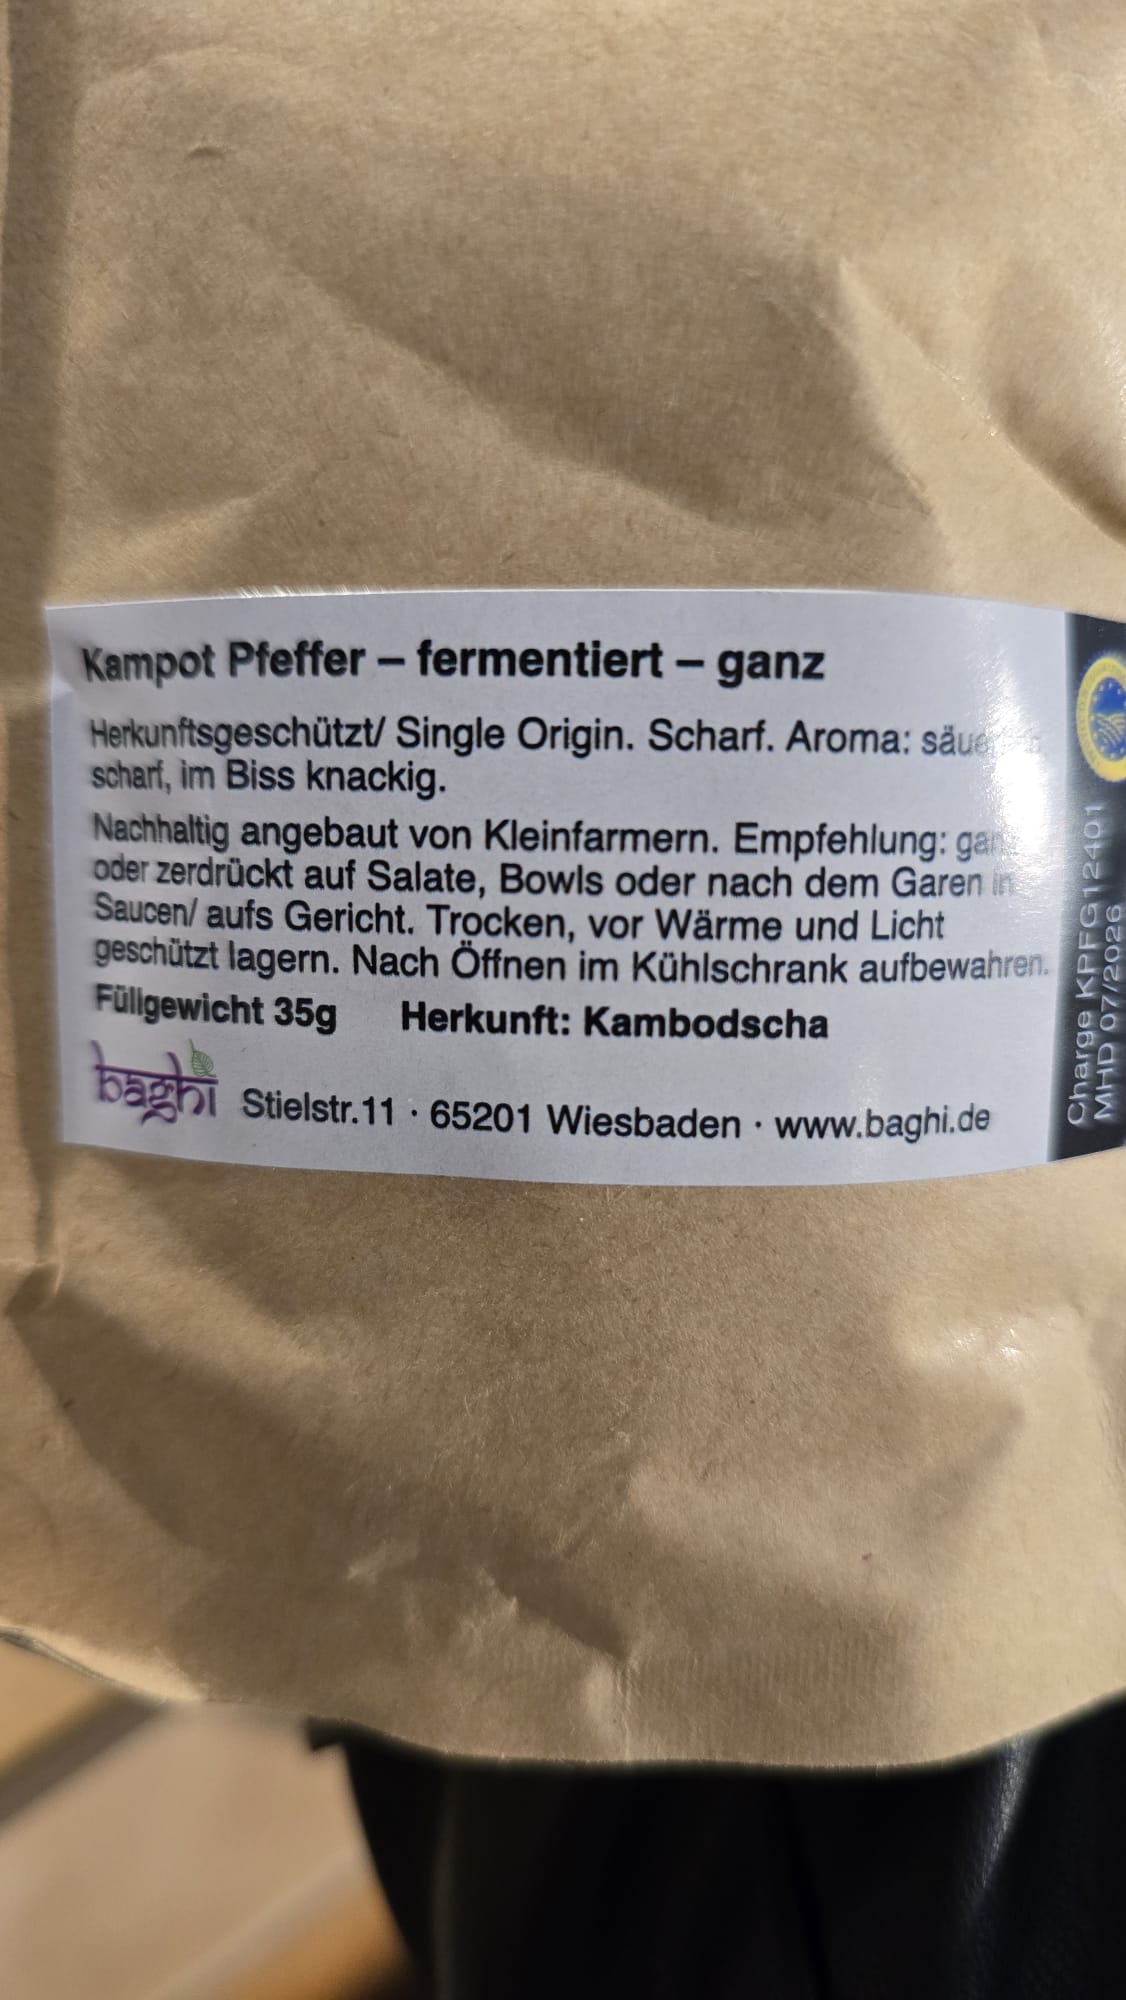 Kampot Pfeffer – fermentiert – ganz
Herkunftsgeschützt/ Single Origin. Scharf. Aroma:
scharf, im Biss knackig.
Nachhaltig angebaut von Kleinfarmern. Empfehlung:
oder zerdrückt auf Salate, Bowls oder nach dem Garen in
Saucen/ aufs Gericht. Trocken, vor Wärme und Licht
geschützt lagern. Nach Öffnen im Kühlschrank aufbewahren.
Füllgewicht 35g Herkunft: Kambodscha
baghi Stielstr.11 · 65201 Wiesbaden · www.baghi.de
Charge KPFG12401
MHD 07/2026